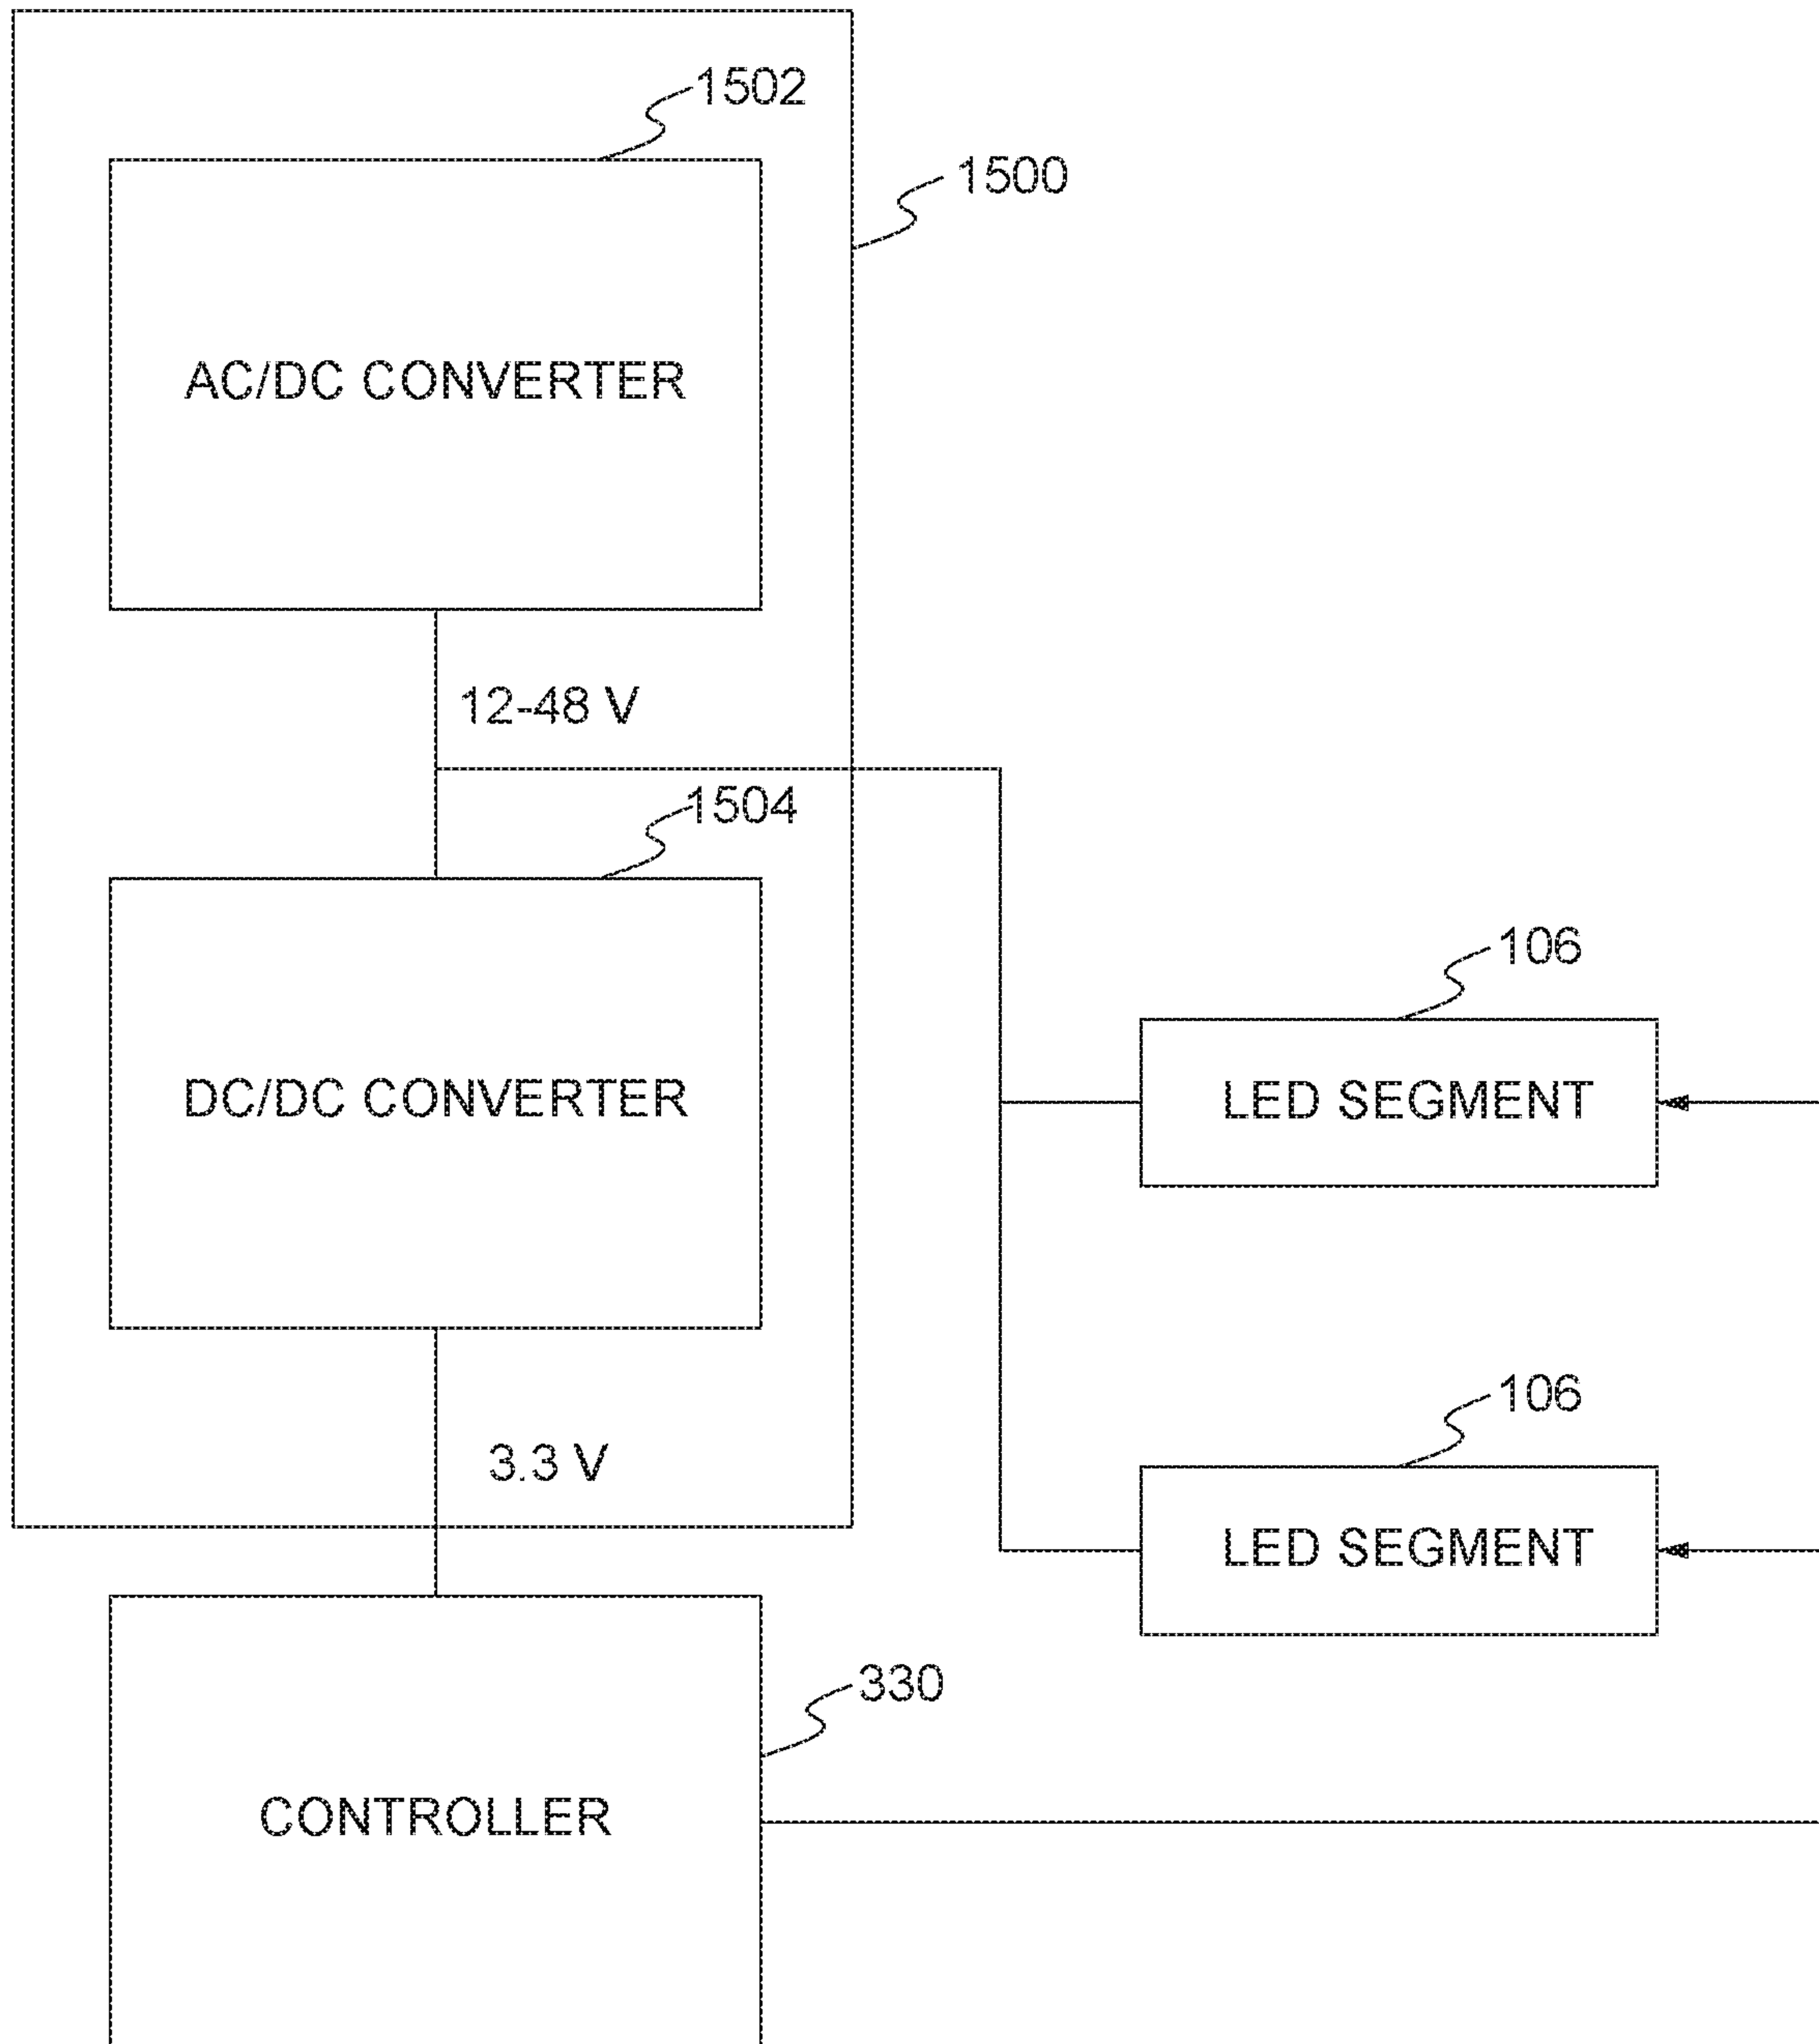 1502
1500
AC/DC CONVERTER
12-48 V
1504
DC/DC CONVERTER
106
LED SEGMENT
3.3 V
106
LED SEGMENT
330
CONTROLLER